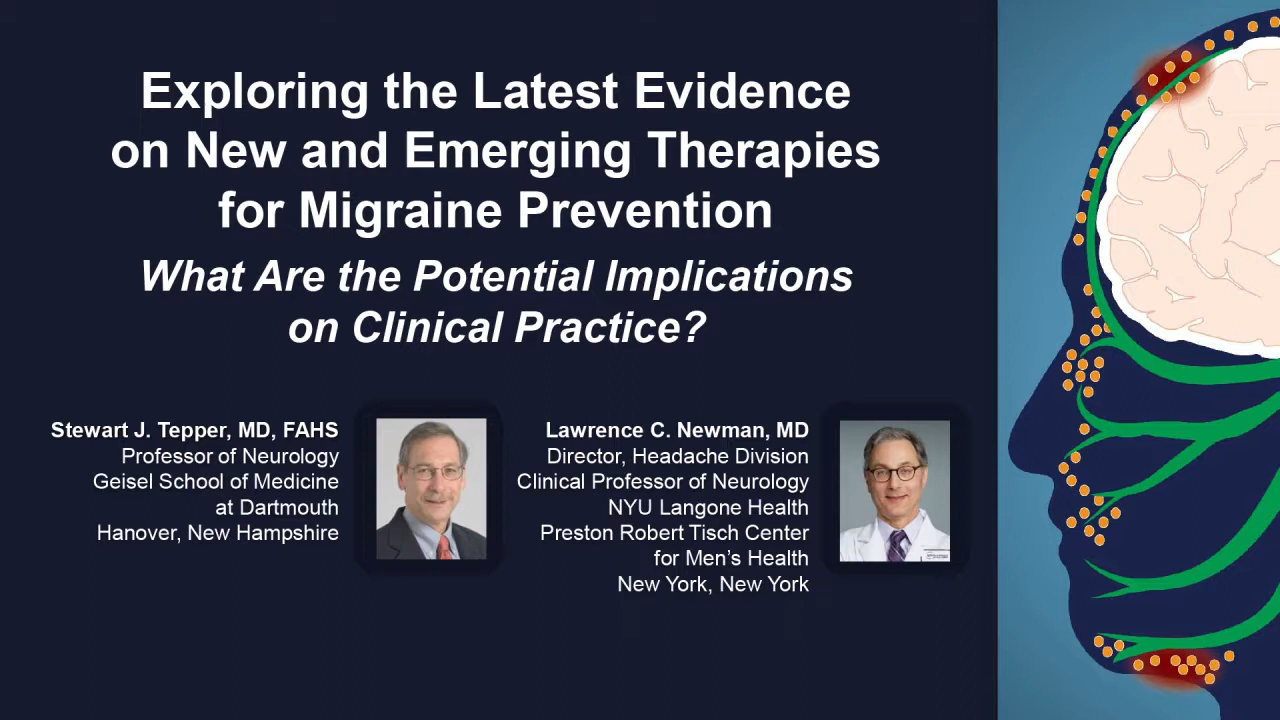 Exploring the Latest Evidence
on New and Emerging Therapies
for Migraine Prevention
What Are the Potential Implications
on Clinical Practice?
Stewart J. Tepper, MD, FAHS
Professor of Neurology
Geisel School of Medicine
at Dartmouth
Hanover, New Hampshire
Lawrence C. Newman, MD
Director, Headache Division
Clinical Professor of Neurology
NYU Langone Health
Preston Robert Tisch Center
for Men’s Health
New York, New York